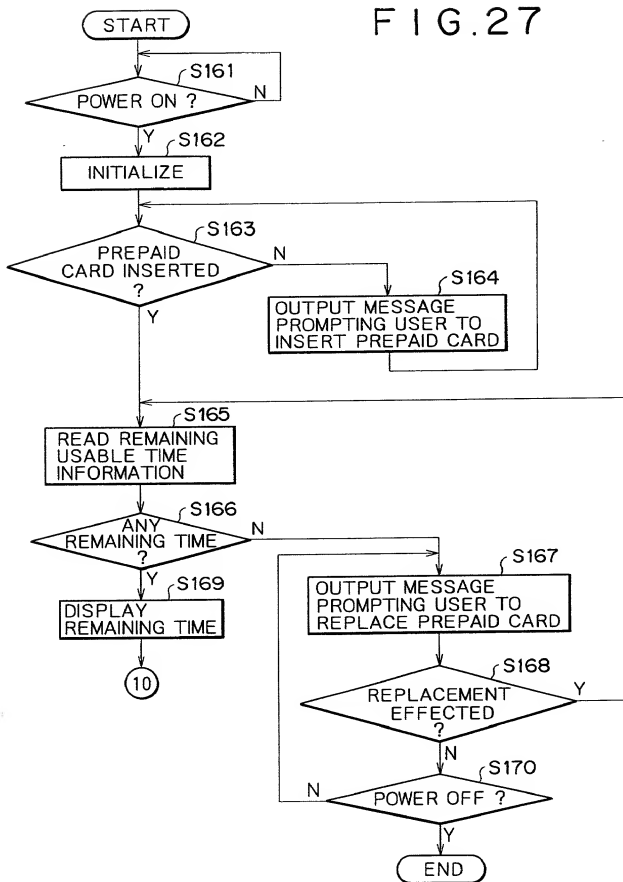 FIG.27
START
S161
POWER ON ?
N
Y
S162
INITIALIZE
S163
PREPAID
CARD INSERTED
?
N
Y
S164
OUTPUT MESSAGE
PROMPTING USER TO
INSERT PREPAID CARD
S165
READ REMAINING
USABLE TIME
INFORMATION
S166
ANY
REMAINING TIME
?
N
Y
S169
DISPLAY
REMAINING TIME
10
S167
OUTPUT MESSAGE
PROMPTING USER TO
REPLACE PREPAID CARD
S168
REPLACEMENT
EFFECTED
?
Y
N
S170
POWER OFF ?
N
Y
END